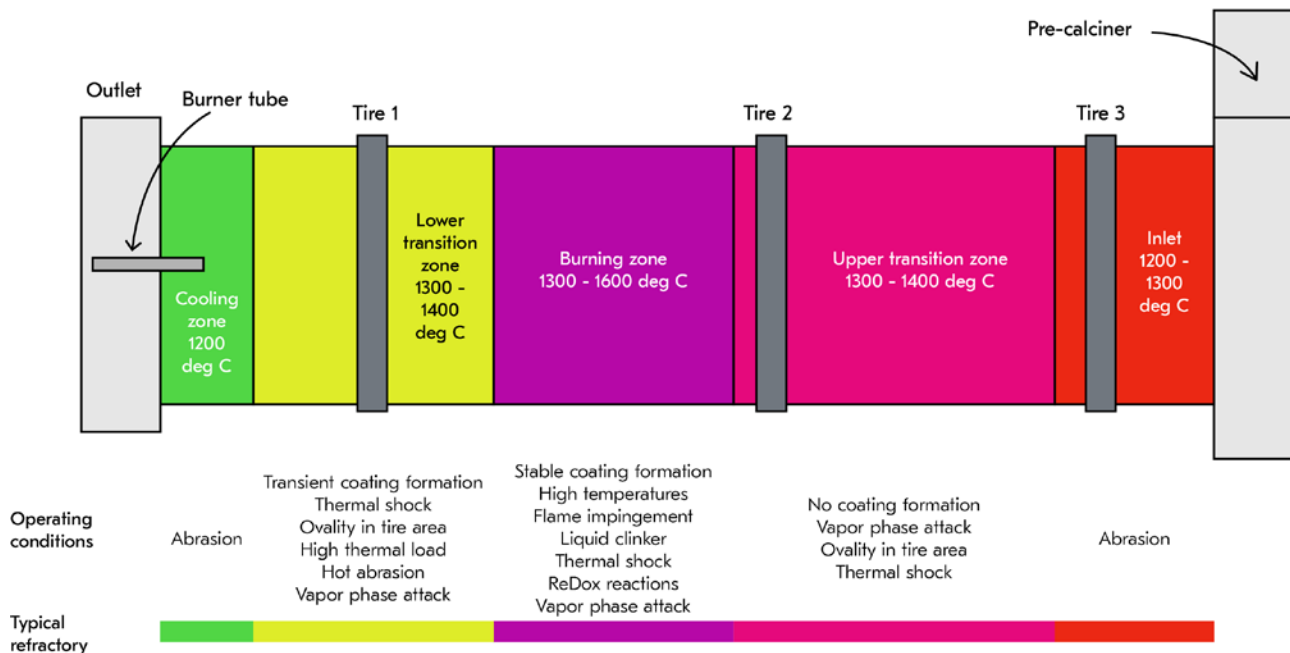 Pre-calciner
Outlet
Burner tube
Tire 1
Tire 2
Tire 3
Cooling
zone
1200
deg C
Lower
transition
zone
1300 -
1400
deg C
Burning zone
1300 - 1600 deg C
Upper transition zone
1300 - 1400 deg C
Inlet
1200 -
1300
deg C
Operating
conditions
Abrasion
Transient coating formation
Thermal shock
Ovality in tire area
High thermal load
Hot abrasion
Vapor phase attack
Stable coating formation
High temperatures
Flame impingement
Liquid clinker
Thermal shock
ReDox reactions
Vapor phase attack
No coating formation
Vapor phase attack
Ovality in tire area
Thermal shock
Abrasion
Typical
refractory